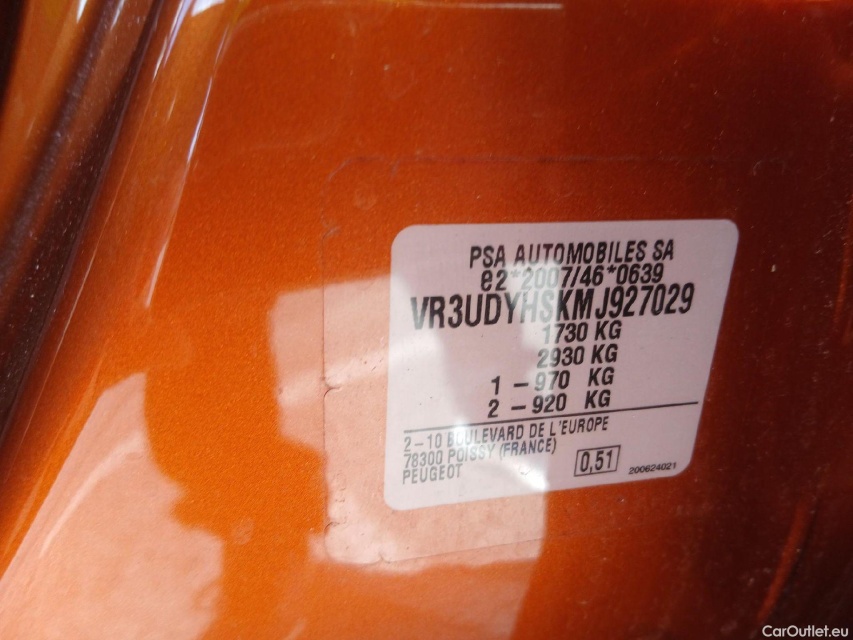 PSA AUTOMOBILES SA
e2*2007/46*0639
VR3UDYHSKMJ927029
1730 KG
2930 KG
1 – 970 KG
2 – 920 KG
2 – 10 BOULEVARD DE L'EUROPE
78300 POISSY (FRANCE)
PEUGEOT
0,51
200624021
CarOutlet.eu